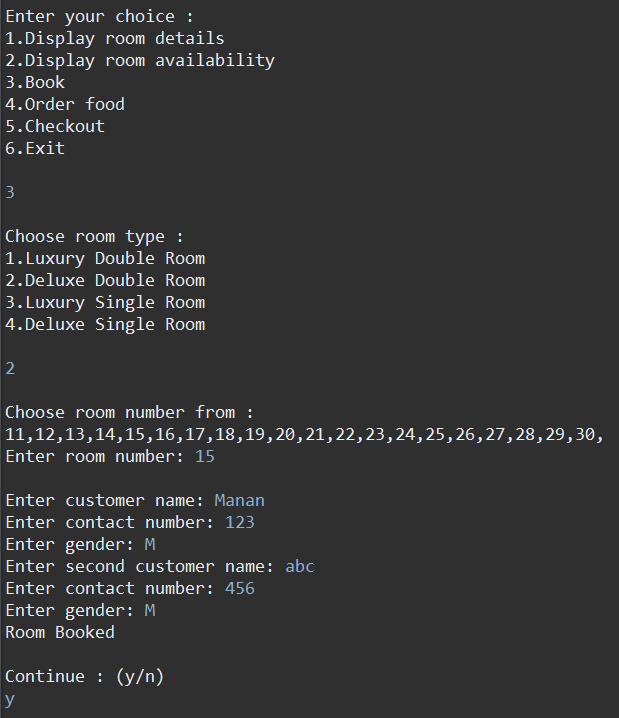 Enter your choice :
1.Display room details
2.Display room availability
3.Book
4.Order food
5.Checkout
6.Exit
3
Choose room type :
1.Luxury Double Room
2.Deluxe Double Room
3.Luxury Single Room
4.Deluxe Single Room
2
Choose room number from :
11,12,13,14,15,16,17,18,19,20,21,22,23,24,25,26,27,28,29,30,
Enter room number: 15
Enter customer name: Manan
Enter contact number: 123
Enter gender: M
Enter second customer name: abc
Enter contact number: 456
Enter gender: M
Room Booked
Continue : (y/n)
y